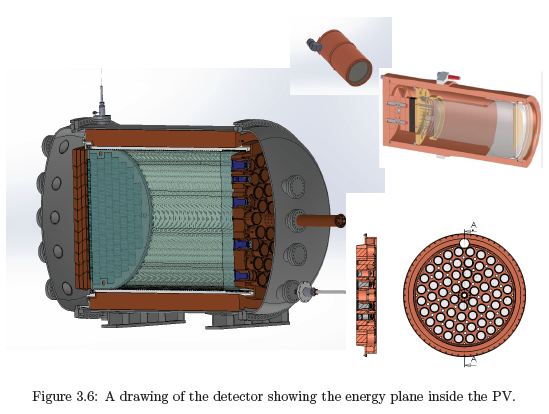 A
A
Figure 3.6: A drawing of the detector showing the energy plane inside the PV.